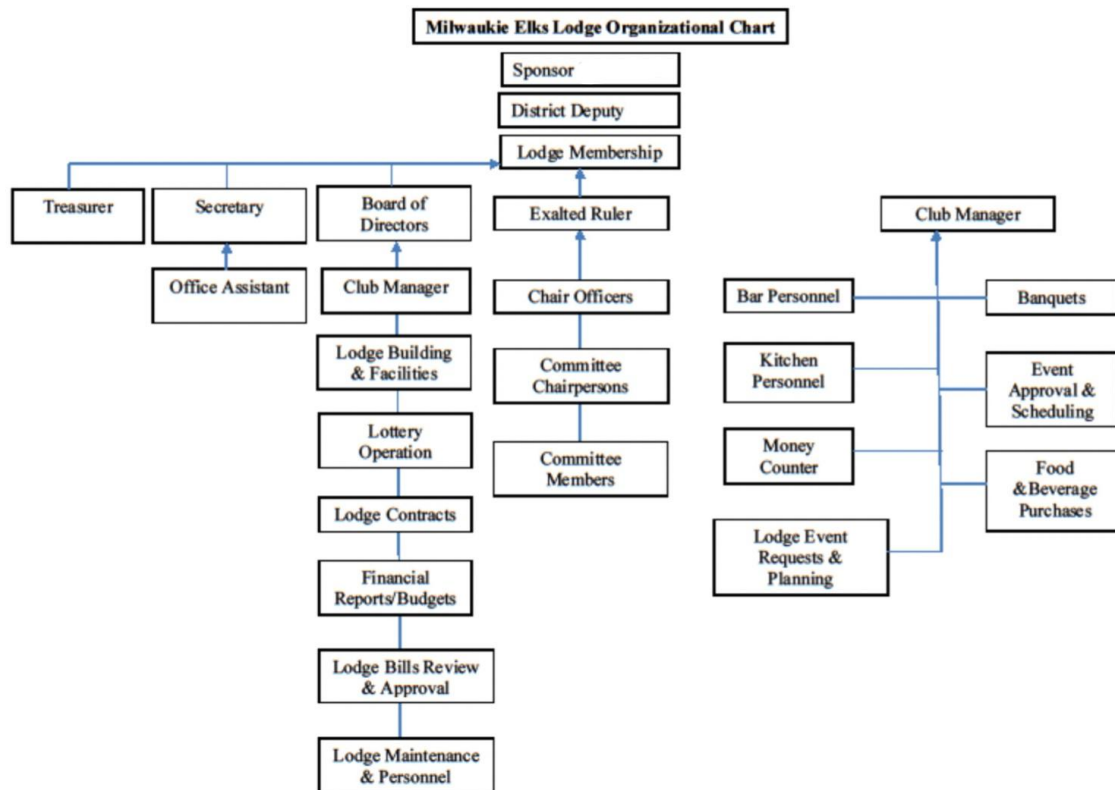 Milwaukie Elks Lodge Organizational Chart
Sponsor
District Deputy
Lodge Membership
Treasurer
Secretary
Board of
Directors
Exalted Ruler
Club Manager
Office Assistant
Club Manager
Chair Officers
Bar Personnel
Banquets
Lodge Building
& Facilities
Committee
Chairpersons
Kitchen
Personnel
Event
Approval &
Scheduling
Lottery
Operation
Committee
Members
Money
Counter
Food
&Beverage
Purchases
Lodge Contracts
Lodge Event
Requests &
Planning
Financial
Reports/Budgets
Lodge Bills Review
& Approval
Lodge Maintenance
& Personnel